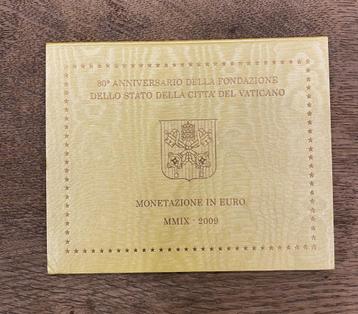 80° ANNIVERSARIO DELLA FONDAZIONE
DELLO STATO DELLA CITTÀ DEL VATICANO
MONETAZIONE IN EURO
MMIX - 2009